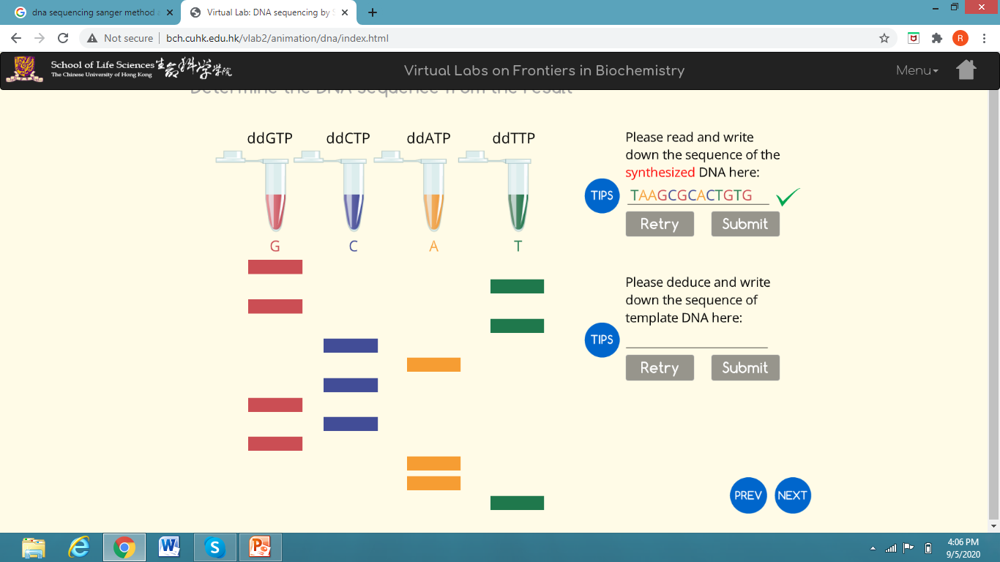 dna sequencing sanger method a
Virtual Lab: DNA sequencing by S
Not secure
bch.cuhk.edu.hk/vlab2/animation/dna/index.html
R
School of Life Sciences 生命科學學院
The Chinese University of Hong Kong
Virtual Labs on Frontiers in Biochemistry
Menu
Determine the DNA sequence from the result
ddGTP ddCTP ddATP ddTTP
G C A T
Please read and write
down the sequence of the
synthesized DNA here:
TIPS
TAAGCGCACTGTG
Retry Submit
Please deduce and write
down the sequence of
template DNA here:
TIPS
Retry Submit
PREV NEXT
4:06 PM
9/5/2020